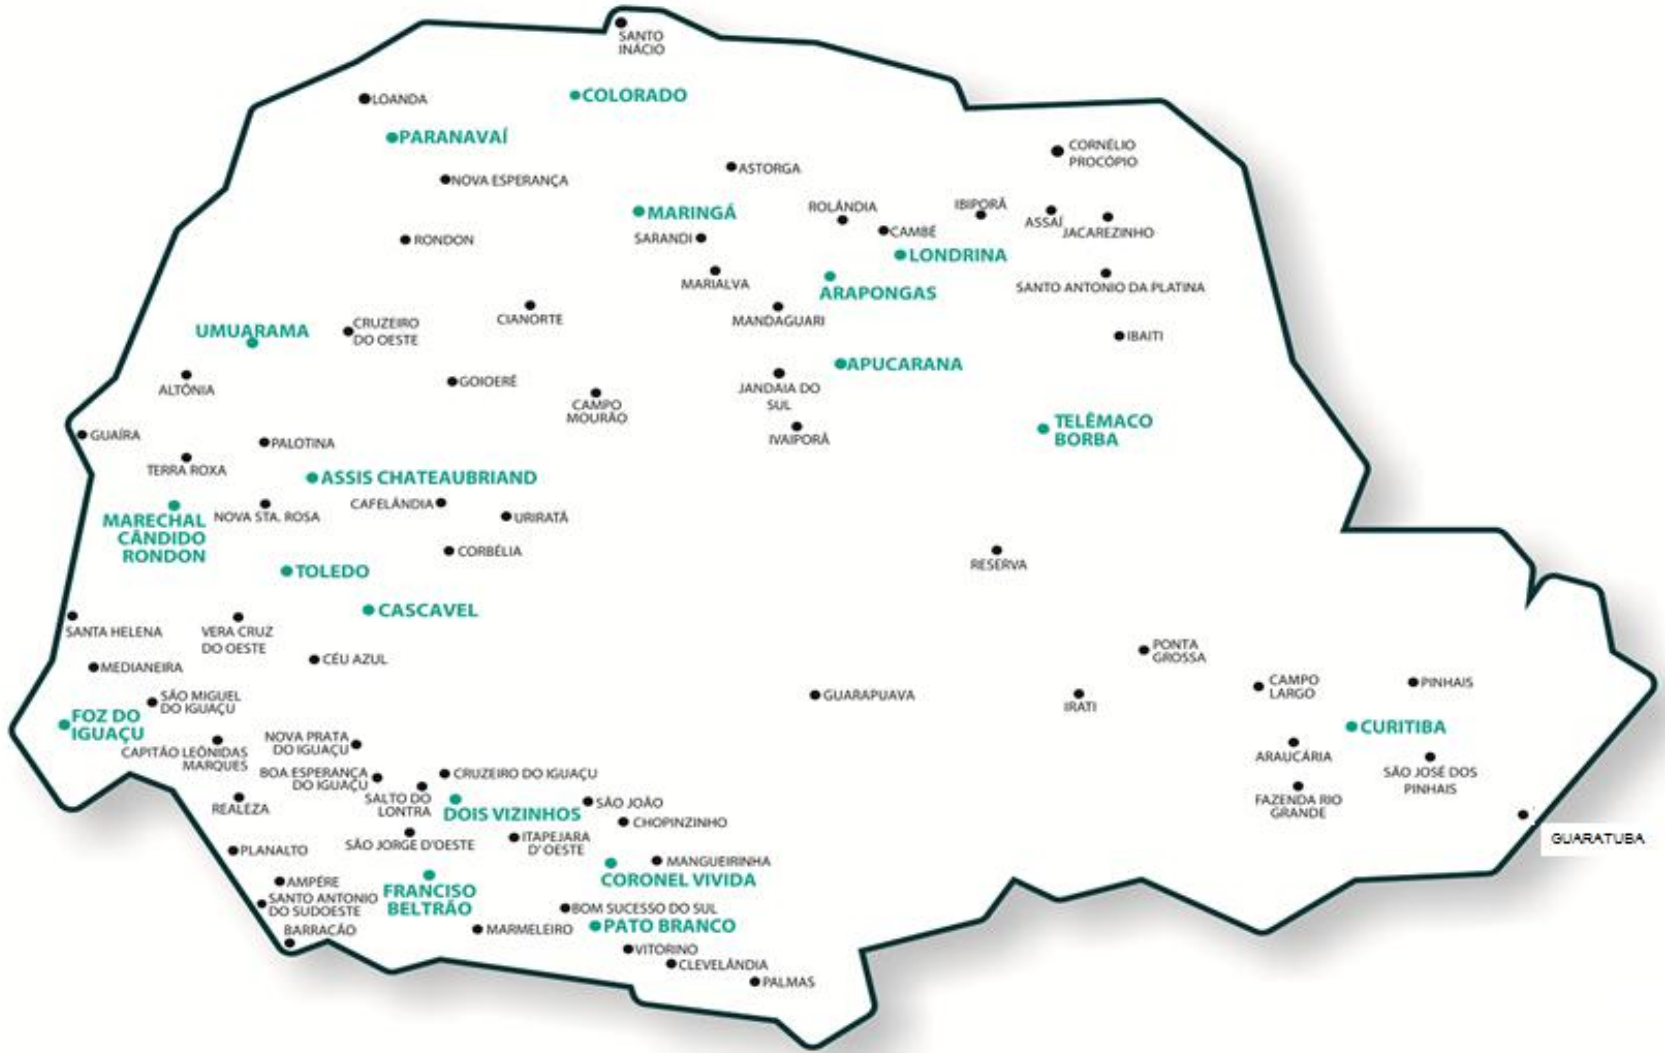 SANTO
INÁCIO
LOANDA
COLORADO
PARANAVAÍ
CORNÉLIO
PROCÓPIO
ASTORGA
NOVA ESPERANÇA
MARINGÁ
ROLÂNDIA
IBIPORÃ
ASSAÍ
JACAREZINHO
CAMBÉ
SARANDI
RONDON
LONDRINA
MARIALVA
ARAPONGAS
SANTO ANTONIO DA PLATINA
CIANORTE
MANDAGUARI
UMUARAMA
CRUZEIRO
DO OESTE
IBAITI
APUCARANA
ALTÔNIA
GOIOERÊ
JANDAIA DO
SUL
CAMPO
MOURÃO
TELÊMACO
BORBA
GUAÍRA
PALOTINA
IVAIPORÃ
TERRA ROXA
ASSIS CHATEAUBRIAND
CAFELÂNDIA
URIRATÃ
MARECHAL
CÂNDIDO
RONDON
NOVA STA. ROSA
CORBÉLIA
RESERVA
TOLEDO
CASCAVEL
SANTA HELENA
VERA CRUZ
DO OESTE
CÉU AZUL
MEDIANEIRA
PONTA
GROSSA
SÃO MIGUEL
DO IGUAÇU
GUARAPUAVA
IRATI
CAMPO
LARGO
PINHAIS
FOZ DO
IGUAÇU
CURITIBA
CAPITÃO LEÔNIDAS
MARQUES
NOVA PRATA
DO IGUAÇU
ARAUCÁRIA
SÃO JOSÉ DOS
PINHAIS
BOA ESPERANÇA
DO IGUAÇU
CRUZEIRO DO IGUAÇU
REALEZA
SALTO DO
LONTRA
DOIS VIZINHOS
SÃO JOÃO
FAZENDA RIO
GRANDE
CHOPINZINHO
GUARATUBA
SÃO JORGE D'OESTE
ITAPEJARA
D' OESTE
PLANALTO
MANGUEIRINHA
AMPÉRE
FRANCISO
BELTRÃO
CORONEL VIVIDA
SANTO ANTONIO
DO SUDOESTE
BOM SUCESSO DO SUL
BARRACÃO
MARMELEIRO
PATO BRANCO
VITORINO
CLEVELÂNDIA
PALMAS